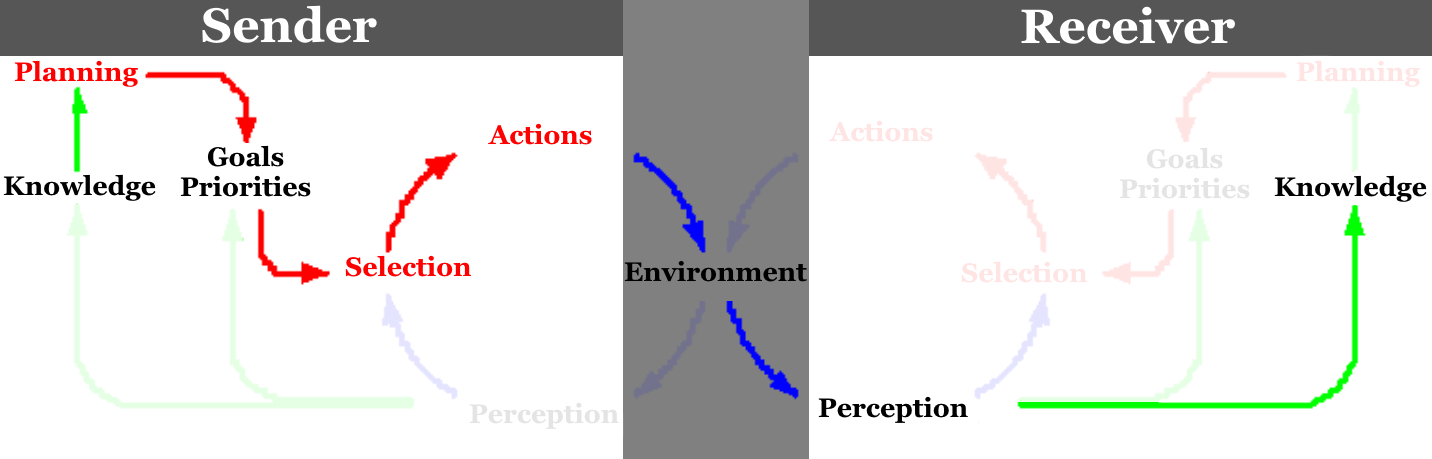 Sender
Receiver
Planning
Actions
Goals
Priorities
Knowledge
Selection
Perception
Environment
Planning
Actions
Goals
Priorities
Knowledge
Selection
Perception